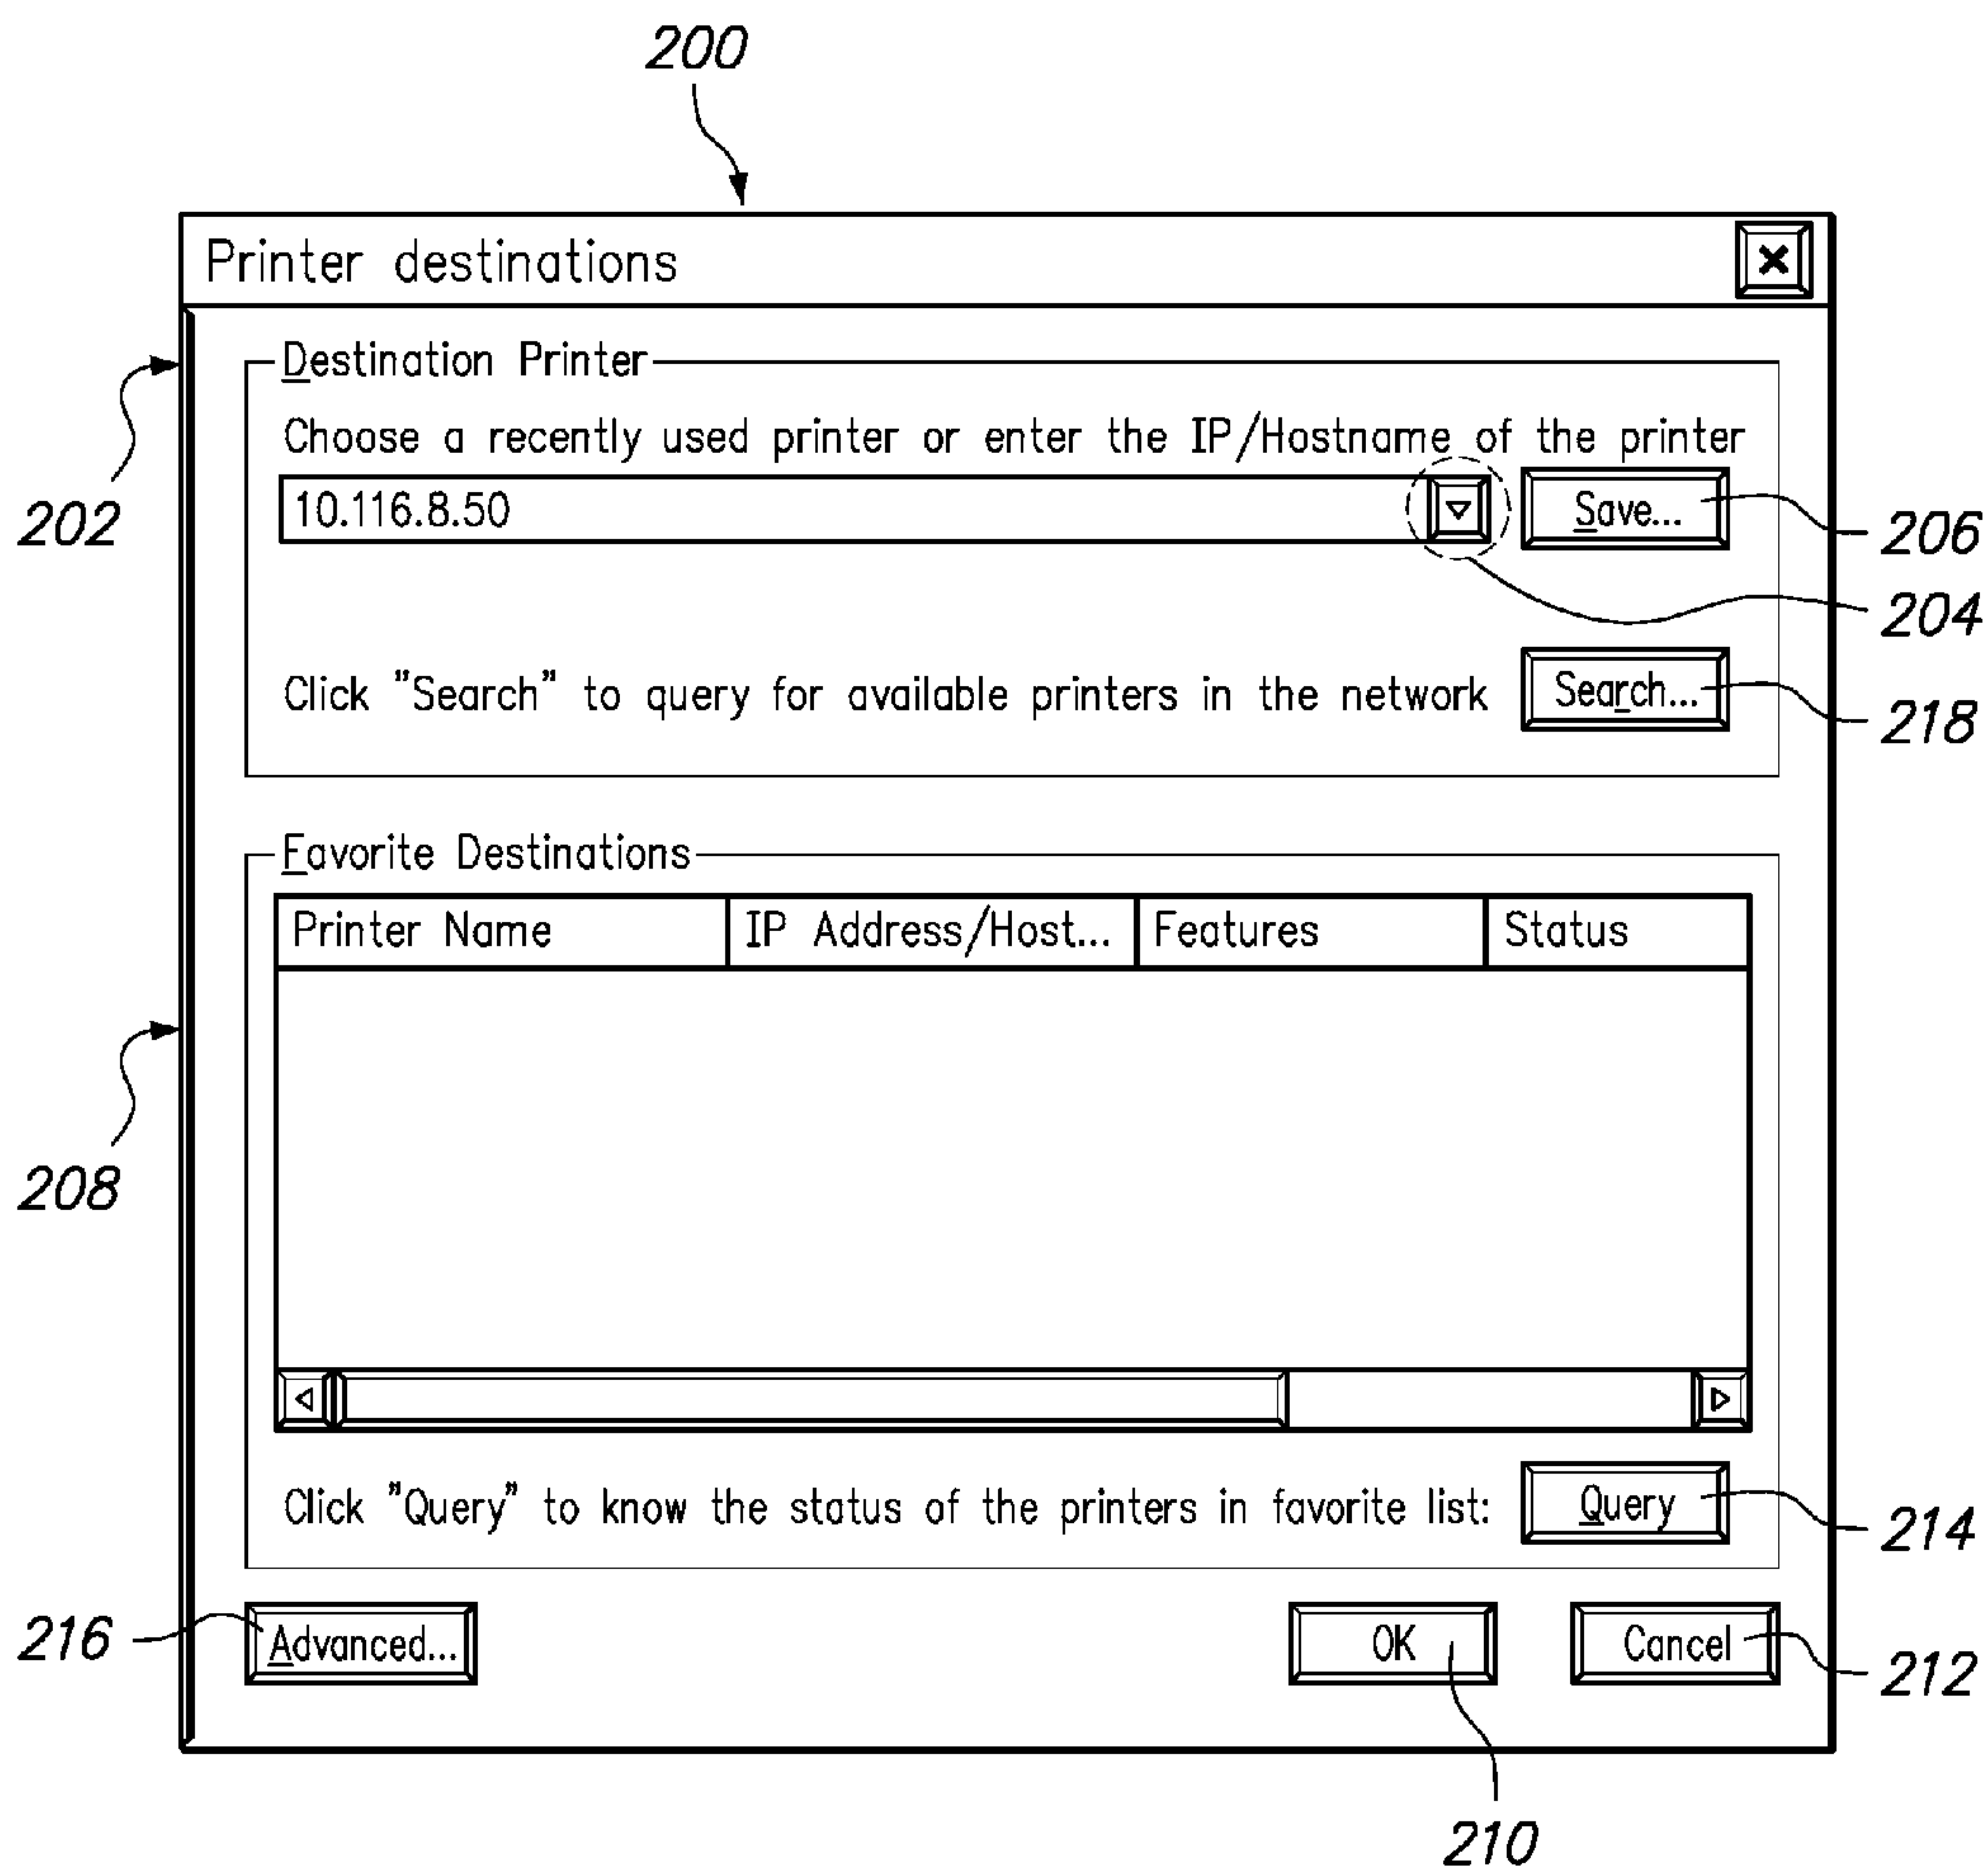 200
Printer destinations
Destination Printer
Choose a recently used printer or enter the IP/Hostname of the printer
202
10.116.8.50
Save...
206
204
Click "Search" to query for available printers in the network
Search...
218
Favorite Destinations
Printer Name
IP Address/Host...
Features
Status
208
Click "Query" to know the status of the printers in favorite list:
Query
214
216
Advanced...
OK
Cancel
212
210